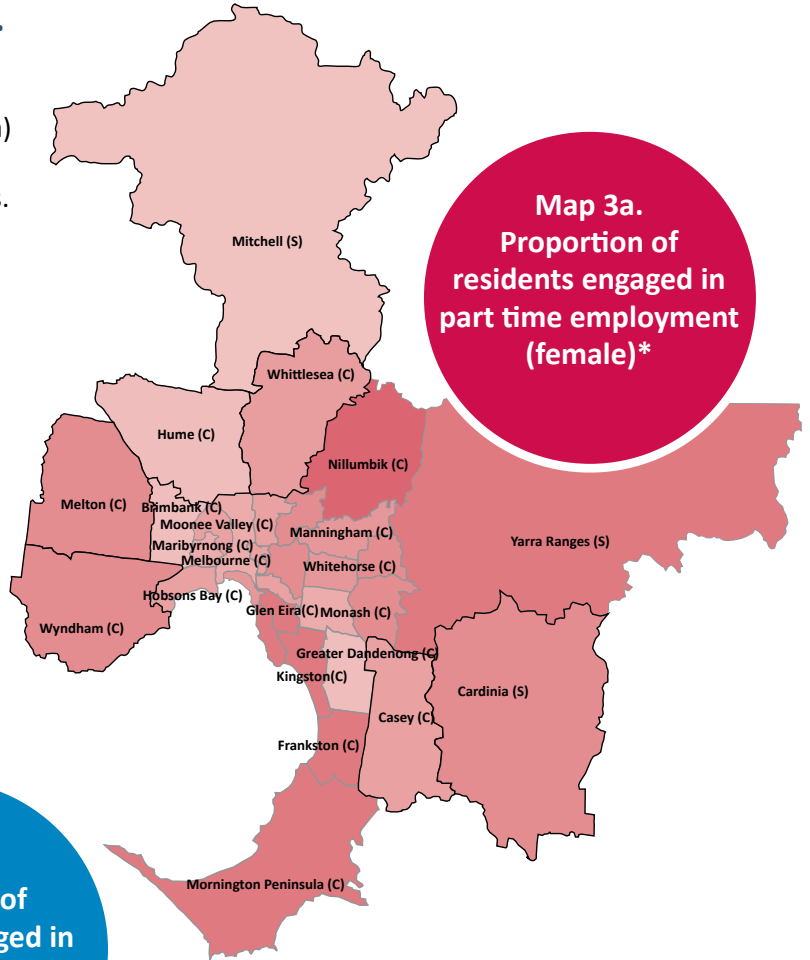 .
)
s.
Map 3a.
Proportion of
residents engaged in
part time employment
(female)*
Mitchell (S)
Whittlesea (C)
Hume (C)
Nillumbik (C)
Melton (C)
Brimbank (C)
Moonee Valley (C)
Manningham (C)
Yarra Ranges (S)
Maribyrnong (C)
Melbourne (C)
Whitehorse (C)
Hobsons Bay (C)
Glen Eira(C)
Monash (C)
Wyndham (C)
Greater Dandenong (C)
Kingston(C)
Cardinia (S)
Casey (C)
Frankston (C)
Mornington Peninsula (C)
of
ged in